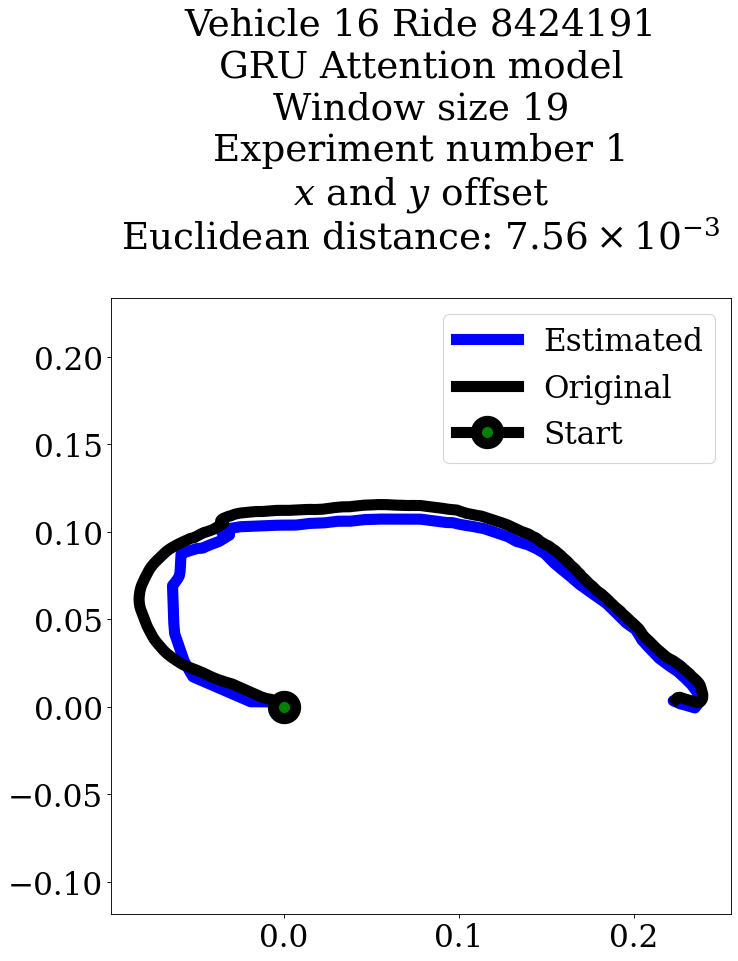 Vehicle 16 Ride 8424191
GRU Attention model
Window size 19
Experiment number 1
x and y offset
Euclidean distance: 7.56 × 10⁻³
Estimated
Original
Start
0.20
0.15
0.10
0.05
0.00
−0.05
−0.10
0.0 0.1 0.2